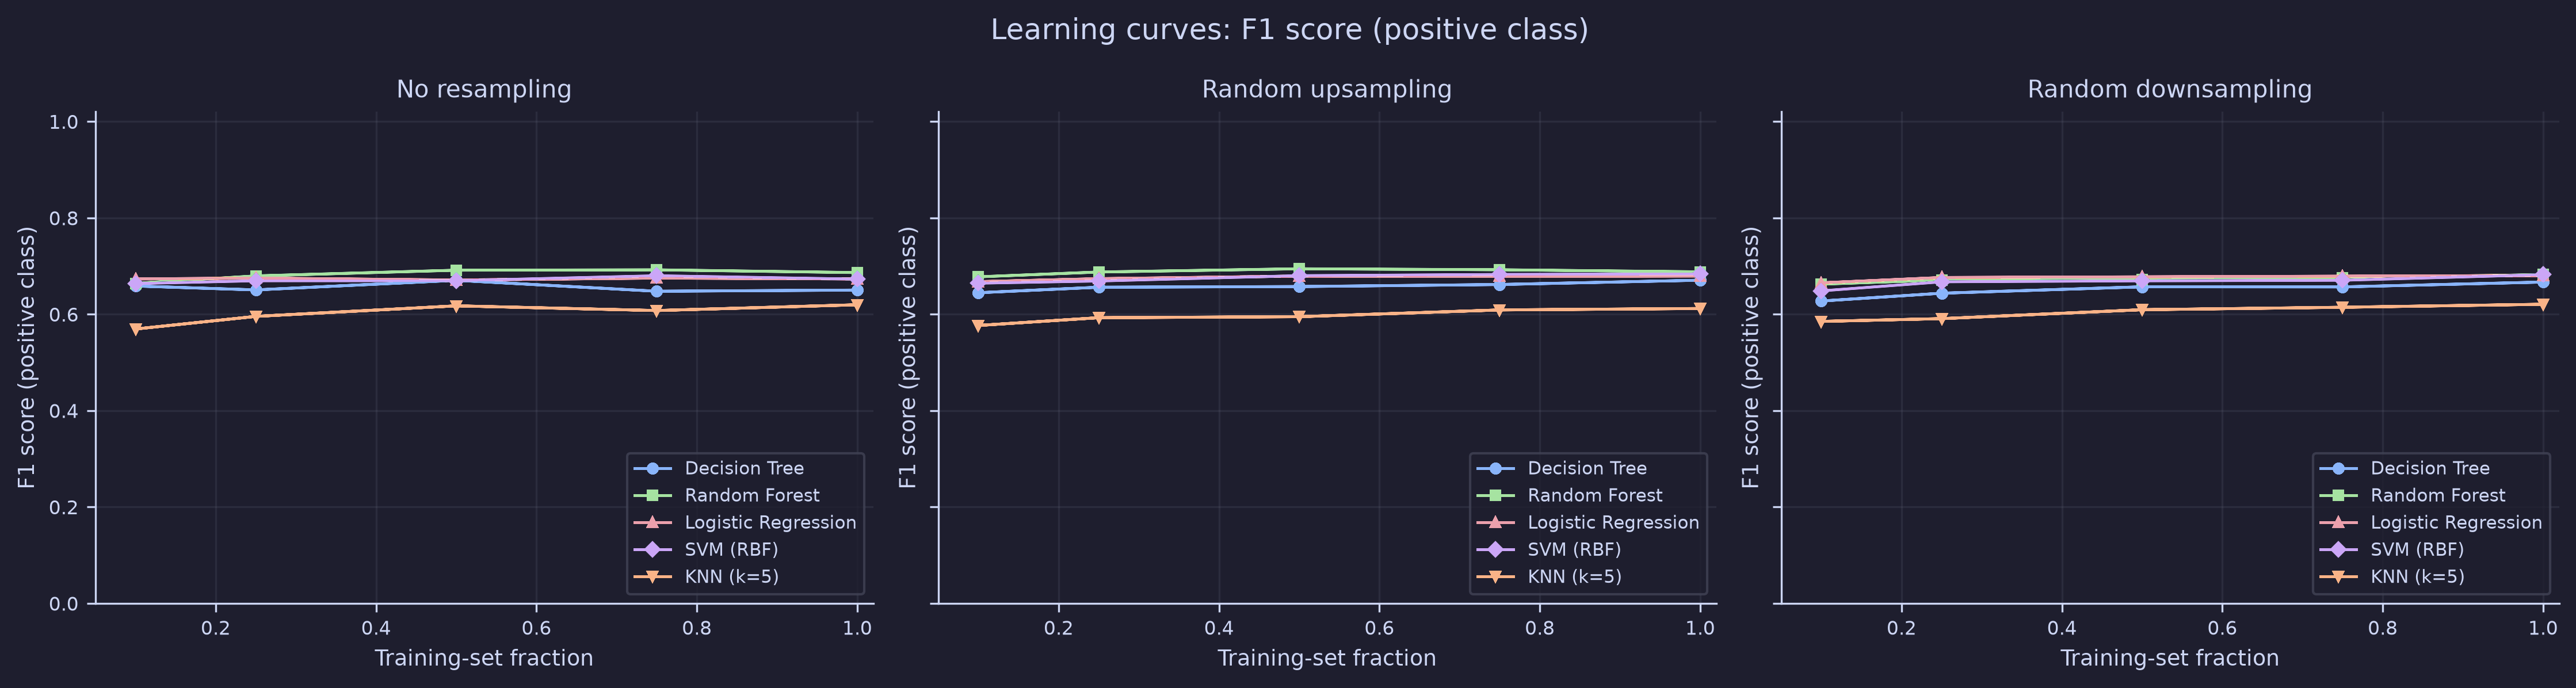 Learning curves: F1 score (positive class)
No resampling
F1 score (positive class)
1.0
0.8
0.6
0.4
0.2
0.0
0.2 0.4 0.6 0.8 1.0
Training-set fraction
Decision Tree
Random Forest
Logistic Regression
SVM (RBF)
KNN (k=5)
Random upsampling
F1 score (positive class)
0.2 0.4 0.6 0.8 1.0
Training-set fraction
Decision Tree
Random Forest
Logistic Regression
SVM (RBF)
KNN (k=5)
Random downsampling
F1 score (positive class)
0.2 0.4 0.6 0.8 1.0
Training-set fraction
Decision Tree
Random Forest
Logistic Regression
SVM (RBF)
KNN (k=5)